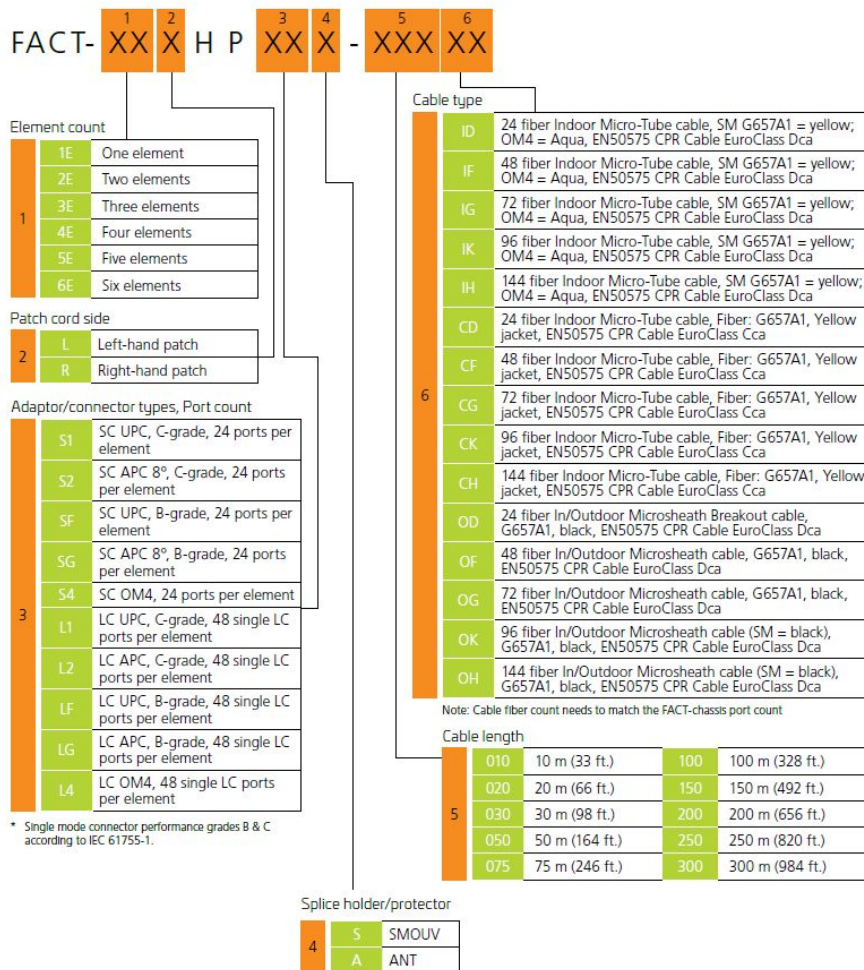 1 2 3 4 5 6
FACT- XX X H P XX X - XXX XX
Element count
1
1E One element
2E Two elements
3E Three elements
4E Four elements
5E Five elements
6E Six elements
Patch cord side
2
L Left-hand patch
R Right-hand patch
Adaptor/connector types, Port count
3
S1 SC UPC, C-grade, 24 ports per
element
S2 SC APC 8°, C-grade, 24 ports
per element
SF SC UPC, B-grade, 24 ports per
element
SG SC APC 8°, B-grade, 24 ports
per element
S4 SC OM4, 24 ports per element
L1 LC UPC, C-grade, 48 single LC
ports per element
L2 LC APC, C-grade, 48 single LC
ports per element
LF LC UPC, B-grade, 48 single LC
ports per element
LG LC APC, B-grade, 48 single LC
ports per element
L4 LC OM4, 48 single LC ports
per element
* Single mode connector performance grades B & C
according to IEC 61755-1.
Cable type
6
ID 24 fiber Indoor Micro-Tube cable, SM G657A1 = yellow;
OM4 = Aqua, EN50575 CPR Cable EuroClass Dca
IF 48 fiber Indoor Micro-Tube cable, SM G657A1 = yellow;
OM4 = Aqua, EN50575 CPR Cable EuroClass Dca
IG 72 fiber Indoor Micro-Tube cable, SM G657A1 = yellow;
OM4 = Aqua, EN50575 CPR Cable EuroClass Dca
IK 96 fiber Indoor Micro-Tube cable, SM G657A1 = yellow;
OM4 = Aqua, EN50575 CPR Cable EuroClass Dca
IH 144 fiber Indoor Micro-Tube cable, SM G657A1 = yellow;
OM4 = Aqua, EN50575 CPR Cable EuroClass Dca
CD 24 fiber Indoor Micro-Tube cable, Fiber: G657A1, Yellow
jacket, EN50575 CPR Cable EuroClass Cca
CF 48 fiber Indoor Micro-Tube cable, Fiber: G657A1, Yellow
jacket, EN50575 CPR Cable EuroClass Cca
CG 72 fiber Indoor Micro-Tube cable, Fiber: G657A1, Yellow
jacket, EN50575 CPR Cable EuroClass Cca
CK 96 fiber Indoor Micro-Tube cable, Fiber: G657A1, Yellow
jacket, EN50575 CPR Cable EuroClass Cca
CH 144 fiber Indoor Micro-Tube cable, Fiber: G657A1, Yellow
jacket, EN50575 CPR Cable EuroClass Cca
OD 24 fiber In/Outdoor Microsheath Breakout cable,
G657A1, black, EN50575 CPR Cable EuroClass Dca
OF 48 fiber In/Outdoor Microsheath cable, G657A1, black,
EN50575 CPR Cable EuroClass Dca
OG 72 fiber In/Outdoor Microsheath cable, G657A1, black,
EN50575 CPR Cable EuroClass Dca
OK 96 fiber In/Outdoor Microsheath cable (SM = black),
G657A1, black, EN50575 CPR Cable EuroClass Dca
OH 144 fiber In/Outdoor Microsheath cable (SM = black),
G657A1, black, EN50575 CPR Cable EuroClass Dca
Note: Cable fiber count needs to match the FACT-chassis port count
Cable length
5
010 10 m (33 ft.) 100 100 m (328 ft.)
020 20 m (66 ft.) 150 150 m (492 ft.)
030 30 m (98 ft.) 200 200 m (656 ft.)
050 50 m (164 ft.) 250 250 m (820 ft.)
075 75 m (246 ft.) 300 300 m (984 ft.)
Splice holder/protector
4
S SMOUV
A ANT